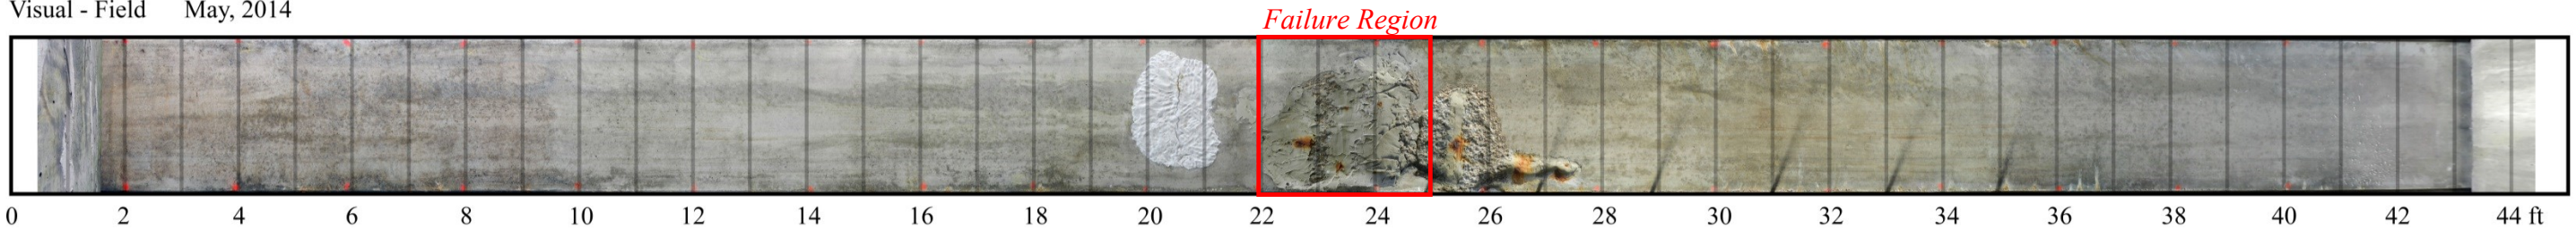 Visual - Field May, 2014
Failure Region
0 2 4 6 8 10 12 14 16 18 20 22 24 26 28 30 32 34 36 38 40 42 44 ft